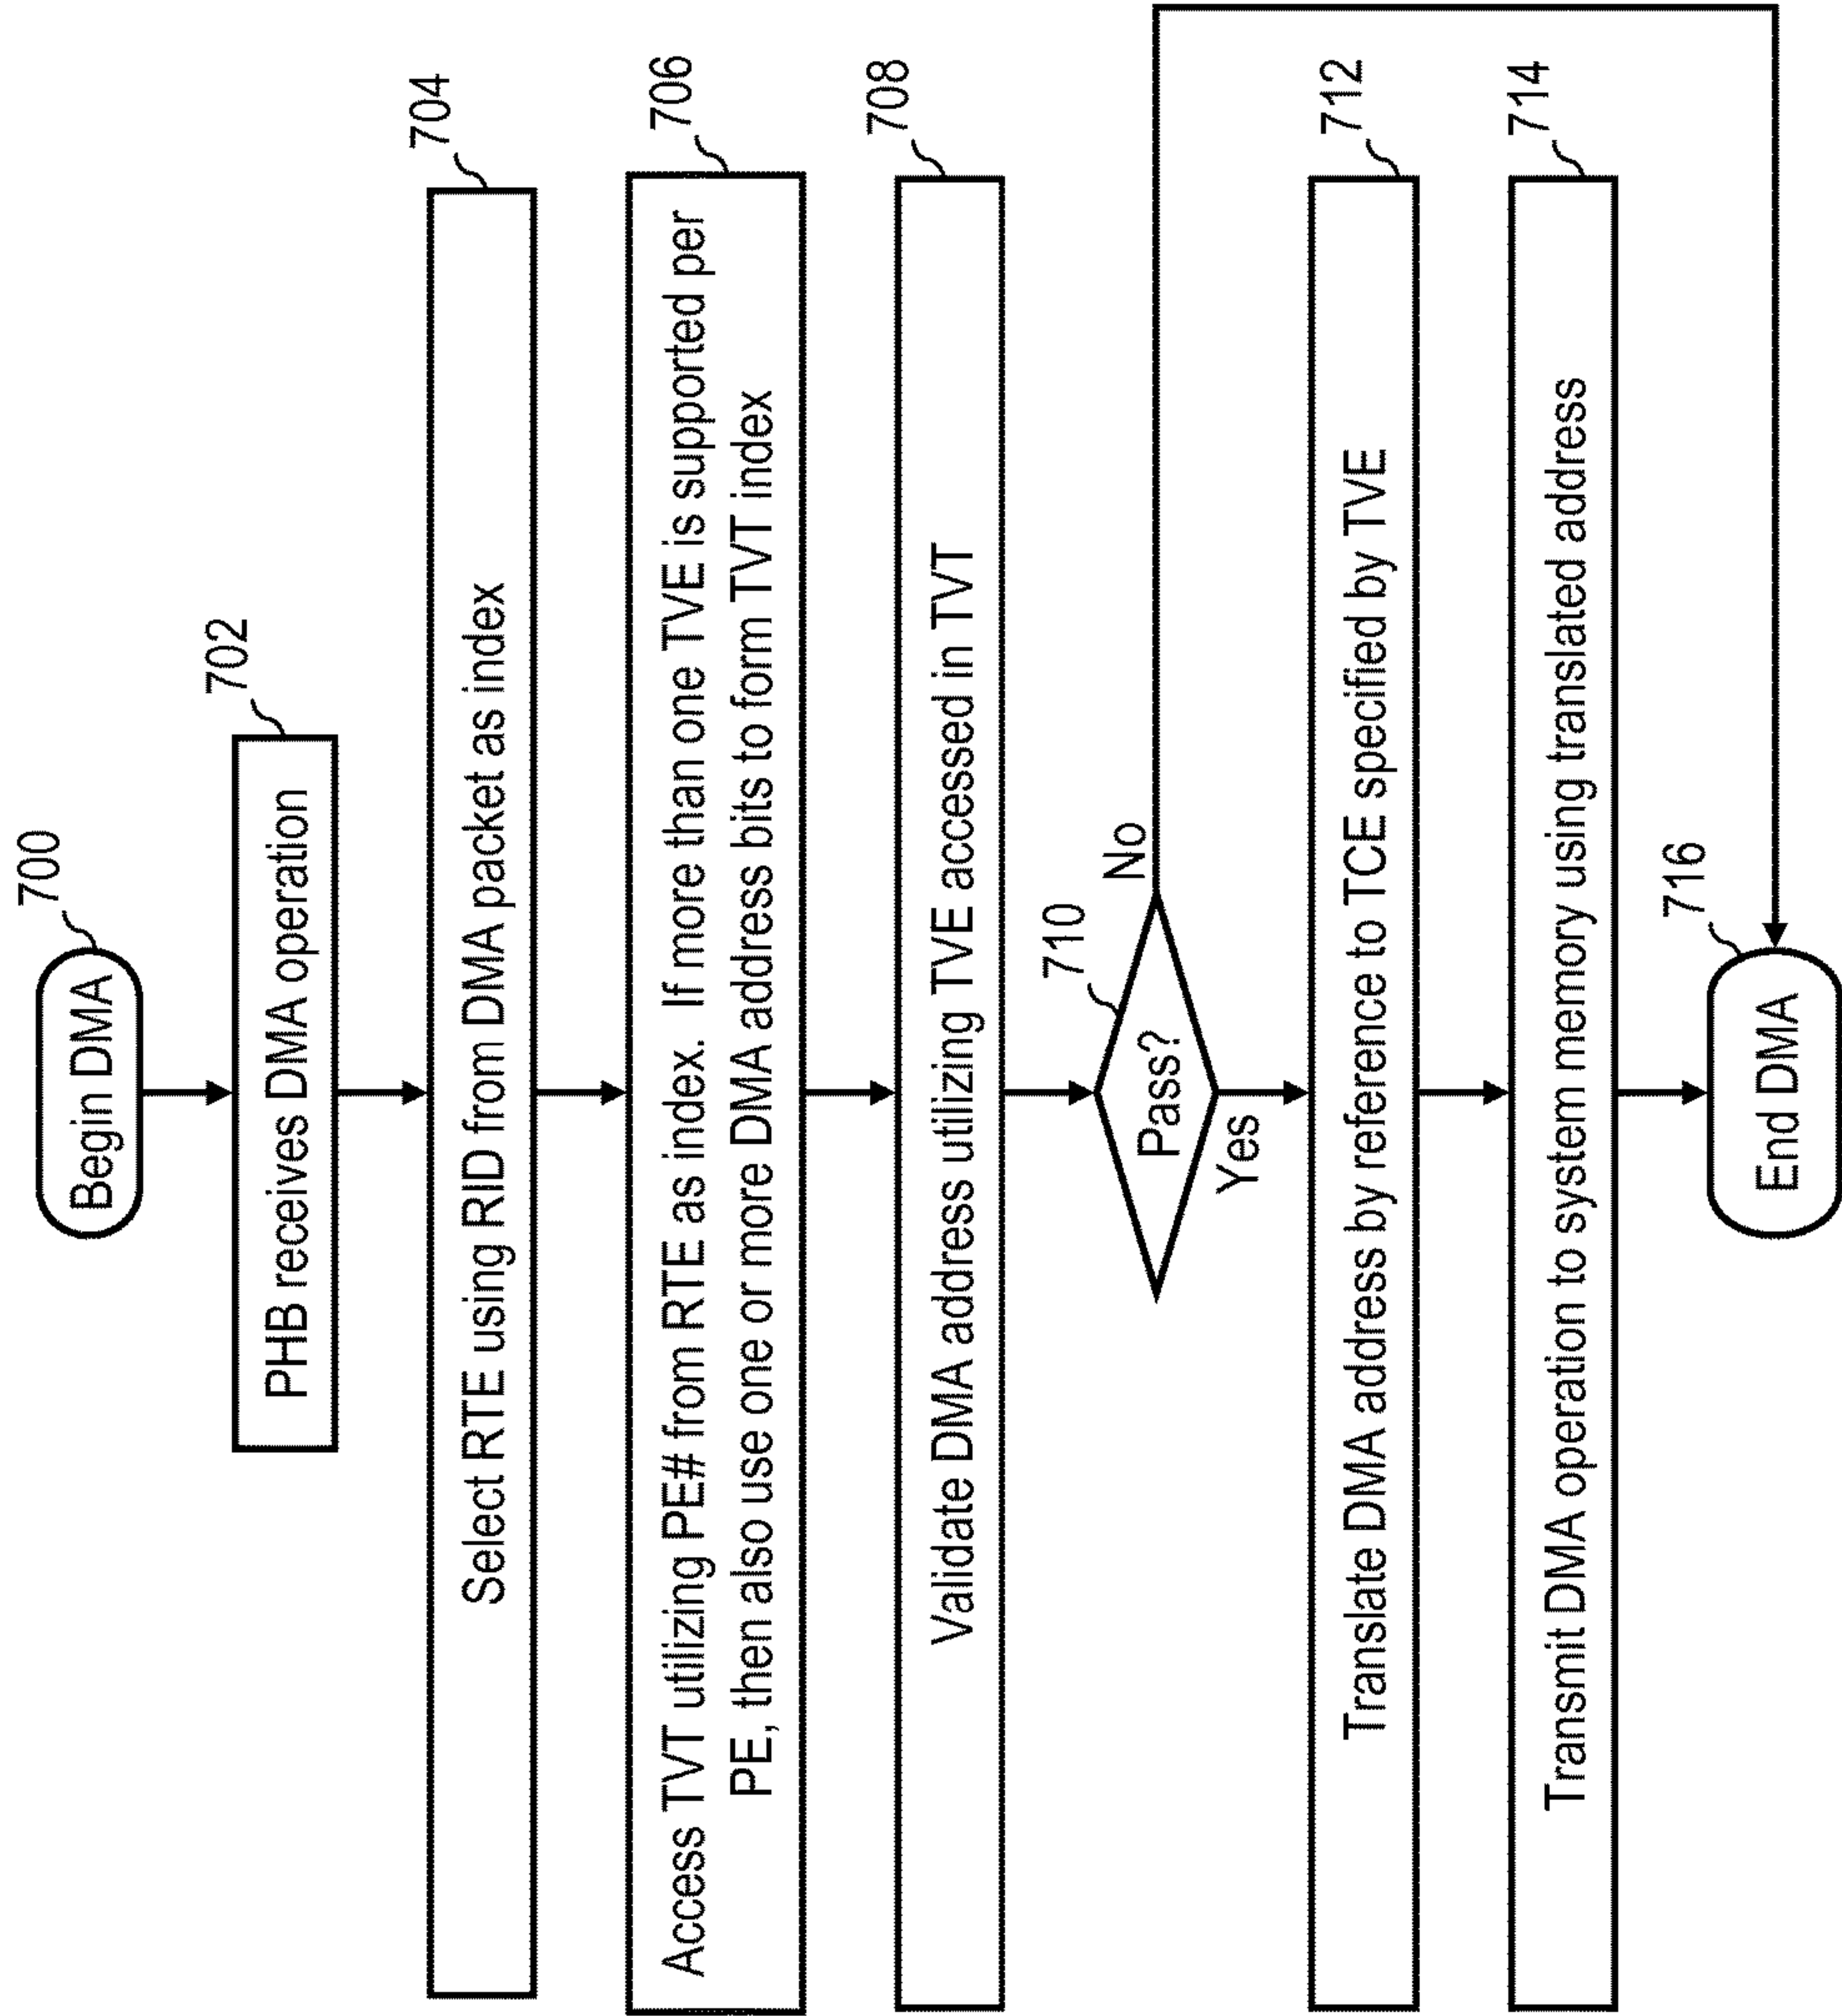 700
Begin DMA
702
PHB receives DMA operation
704
Select RTE using RID from DMA packet as index
706
Access TVT utilizing PE# from RTE as index. If more than one TVE is supported per
PE, then also use one or more DMA address bits to form TVT index
708
Validate DMA address utilizing TVE accessed in TVT
710
Pass?
No
Yes
712
Translate DMA address by reference to TCE specified by TVE
714
Transmit DMA operation to system memory using translated address
716
End DMA